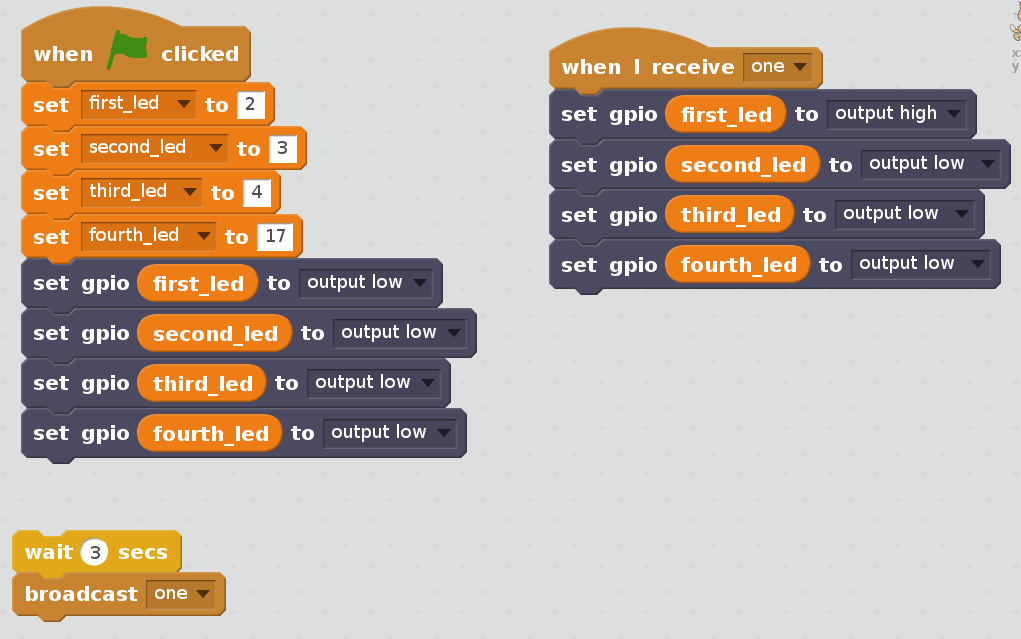 when clicked
set first_led to 2
set second_led to 3
set third_led to 4
set fourth_led to 17
set gpio first_led to output low
set gpio second_led to output low
set gpio third_led to output low
set gpio fourth_led to output low
wait 3 secs
broadcast one
when I receive one
set gpio first_led to output high
set gpio second_led to output low
set gpio third_led to output low
set gpio fourth_led to output low
x:
y